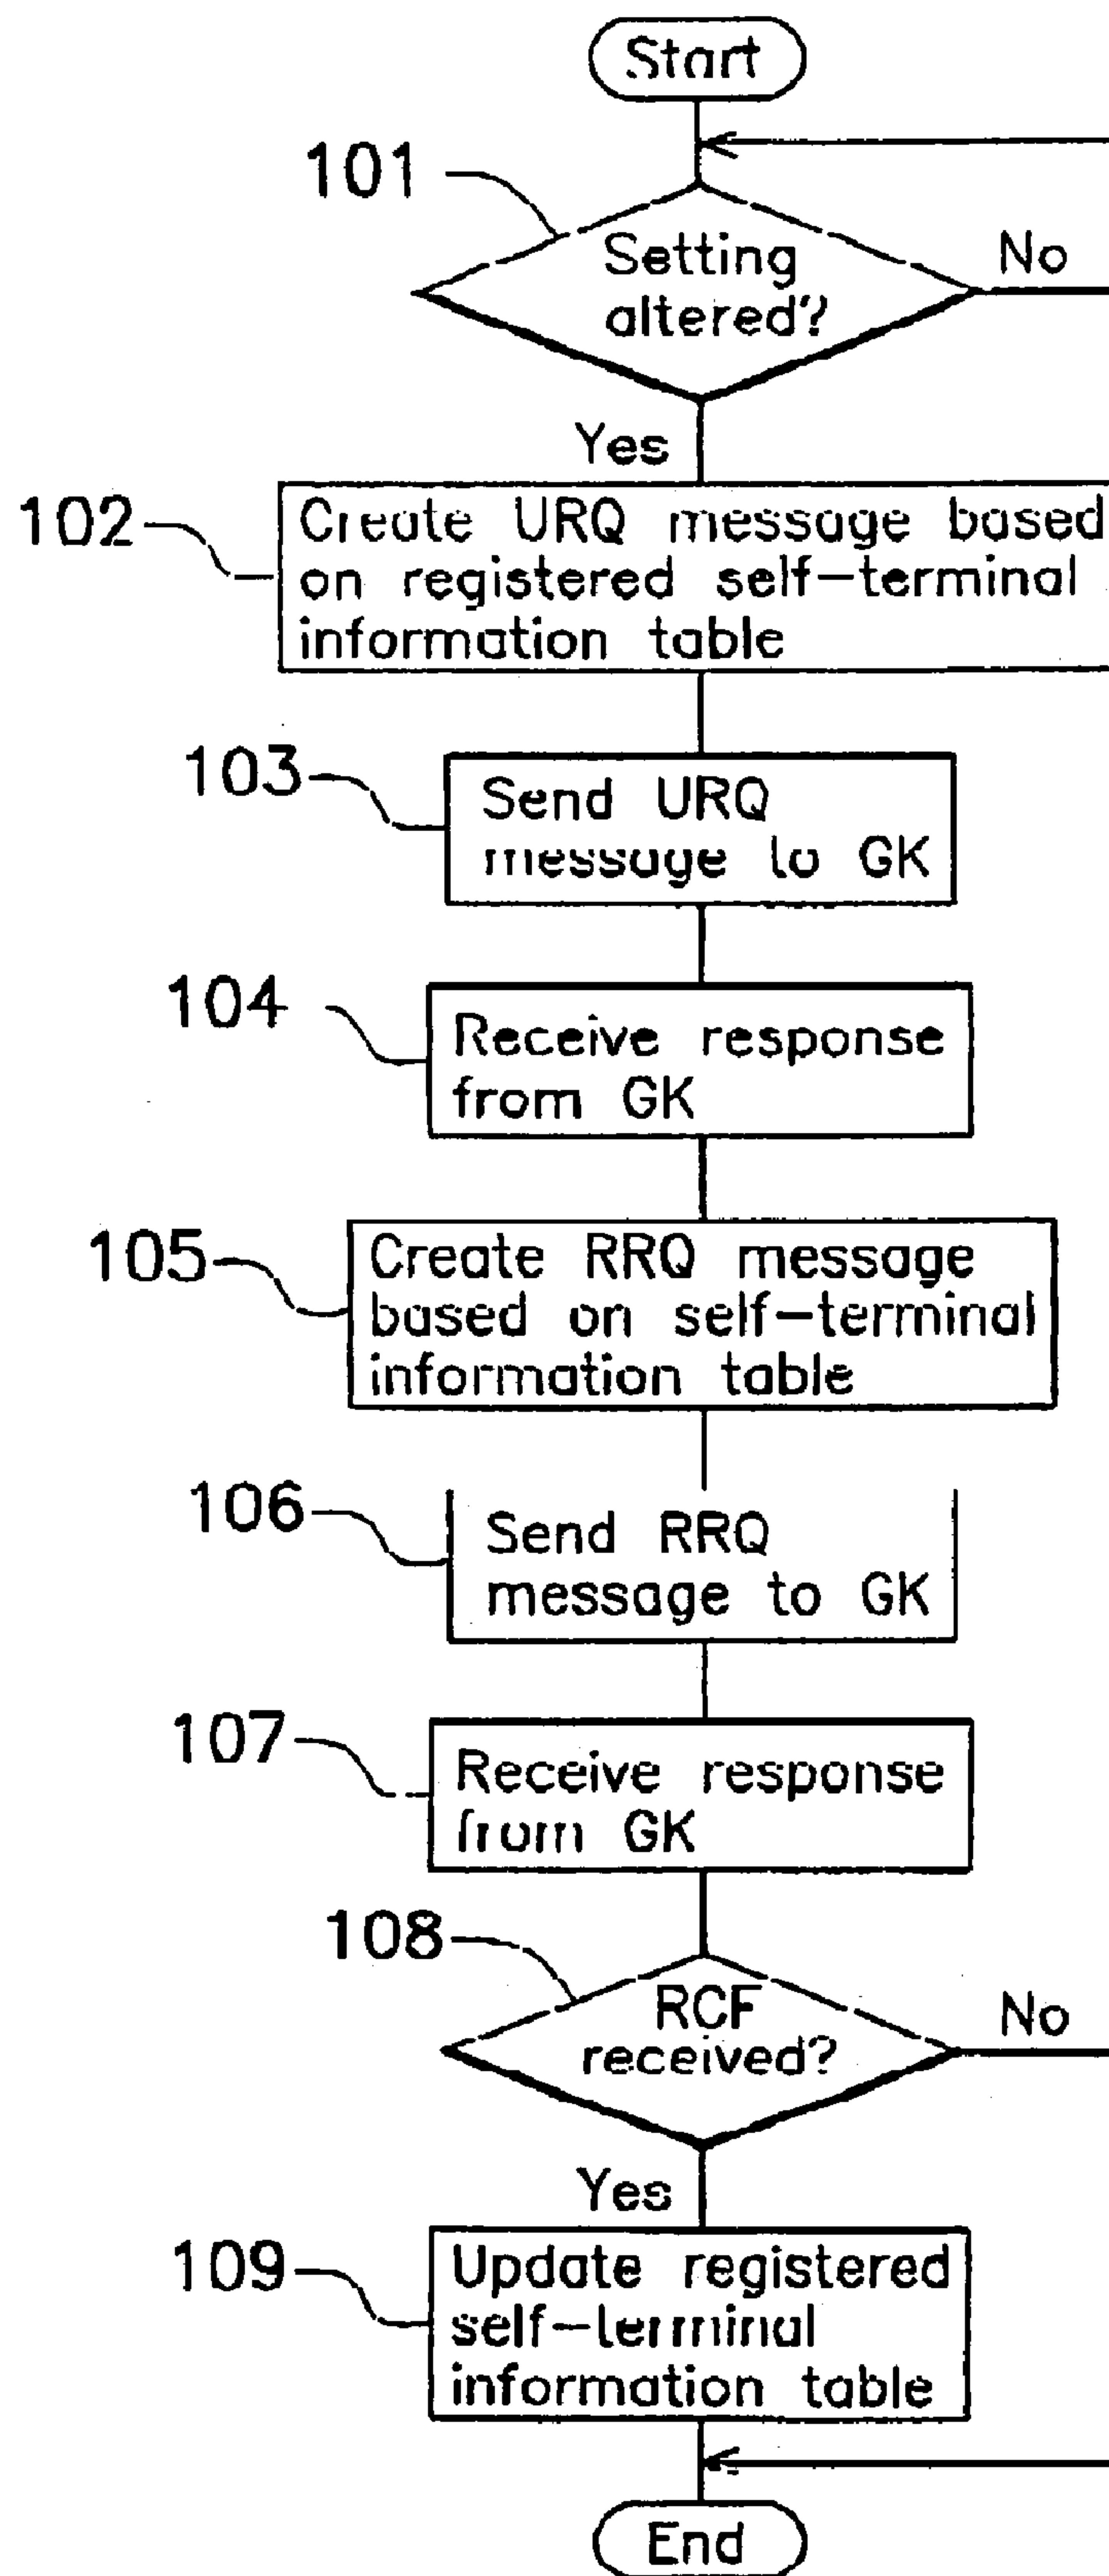 Start
101
Setting
altered?
No
Yes
102
Create URQ message based
on registered self-terminal
information table
103
Send URQ
message to GK
104
Receive response
from GK
105
Create RRQ message
based on self-terminal
information table
106
Send RRQ
message to GK
107
Receive response
from GK
108
RCF
received?
No
Yes
109
Update registered
self-terminal
information table
End